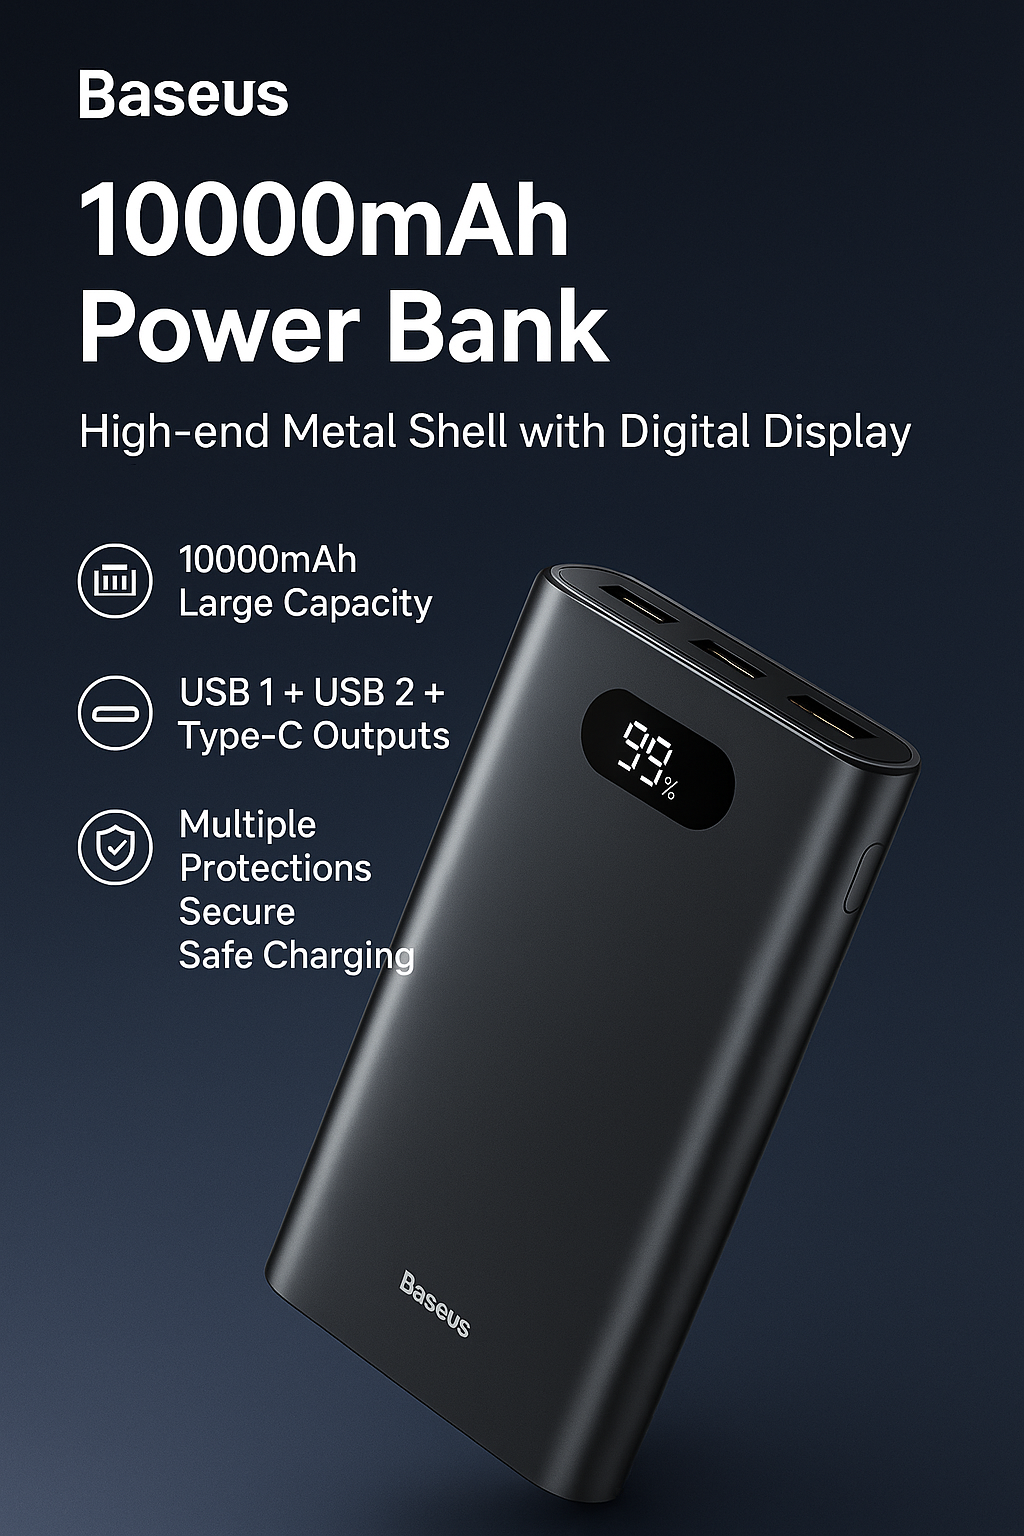 Baseus
10000mAh
Power Bank
High-end Metal Shell with Digital Display
10000mAh
Large Capacity
USB 1 + USB 2 +
Type-C Outputs
Multiple
Protections
Secure
Safe Charging
99%
Baseus